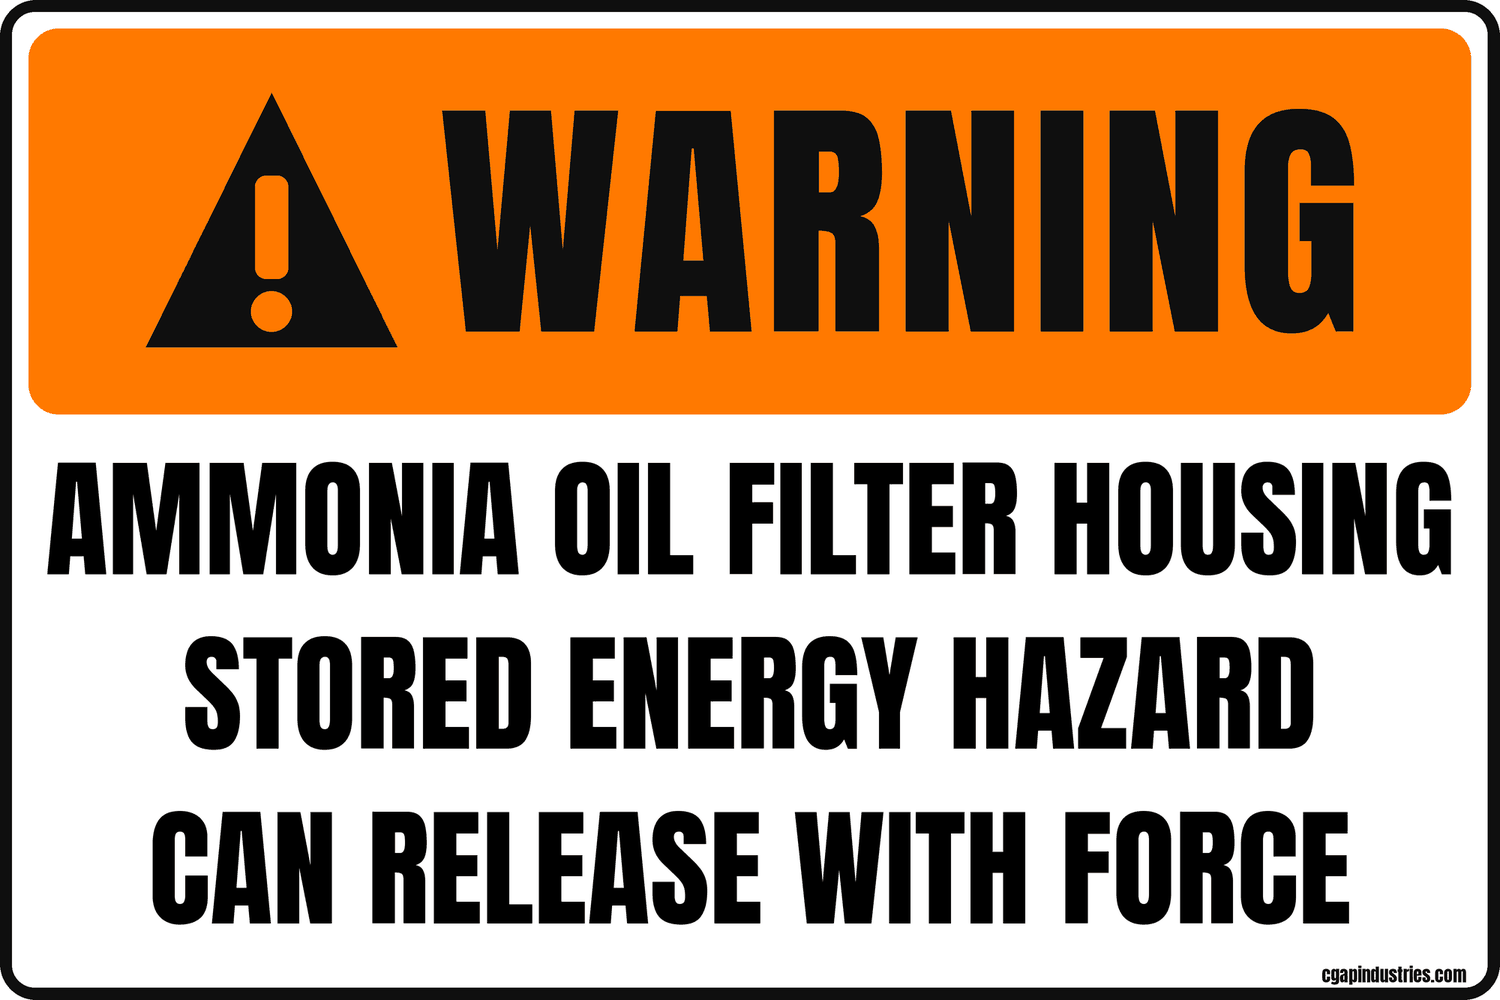 WARNING
AMMONIA OIL FILTER HOUSING
STORED ENERGY HAZARD
CAN RELEASE WITH FORCE
cgapindustries.com